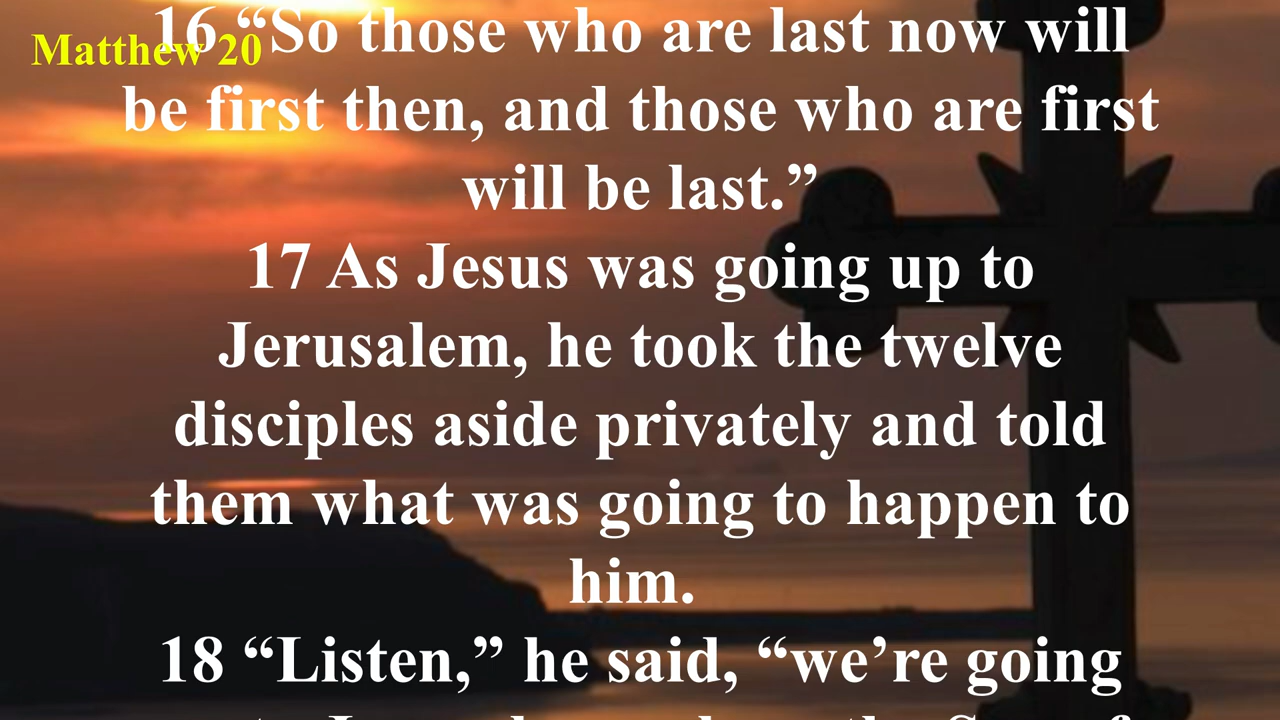 Matthew 20
16 “So those who are last now will
be first then, and those who are first
will be last.”
17 As Jesus was going up to
Jerusalem, he took the twelve
disciples aside privately and told
them what was going to happen to
him.
18 “Listen,” he said, “we’re going